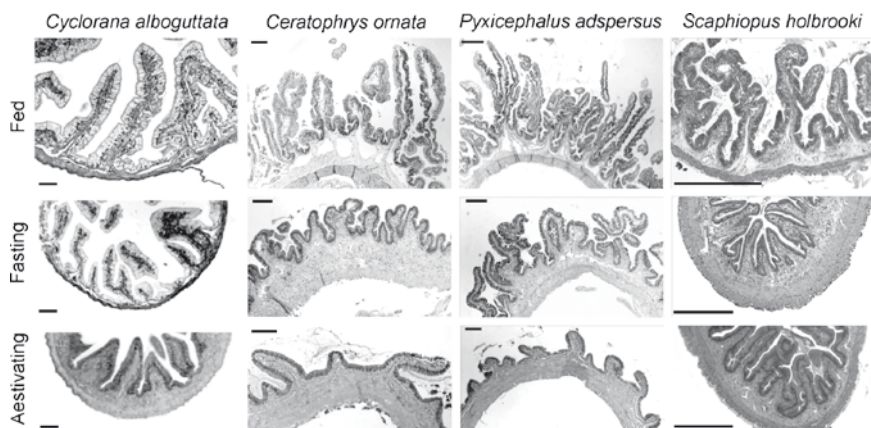 Cyclorana alboguttata Ceratophrys ornata Pyxicephalus adspersus Scaphiopus holbrooki
Fed
Fasting
Aestivating